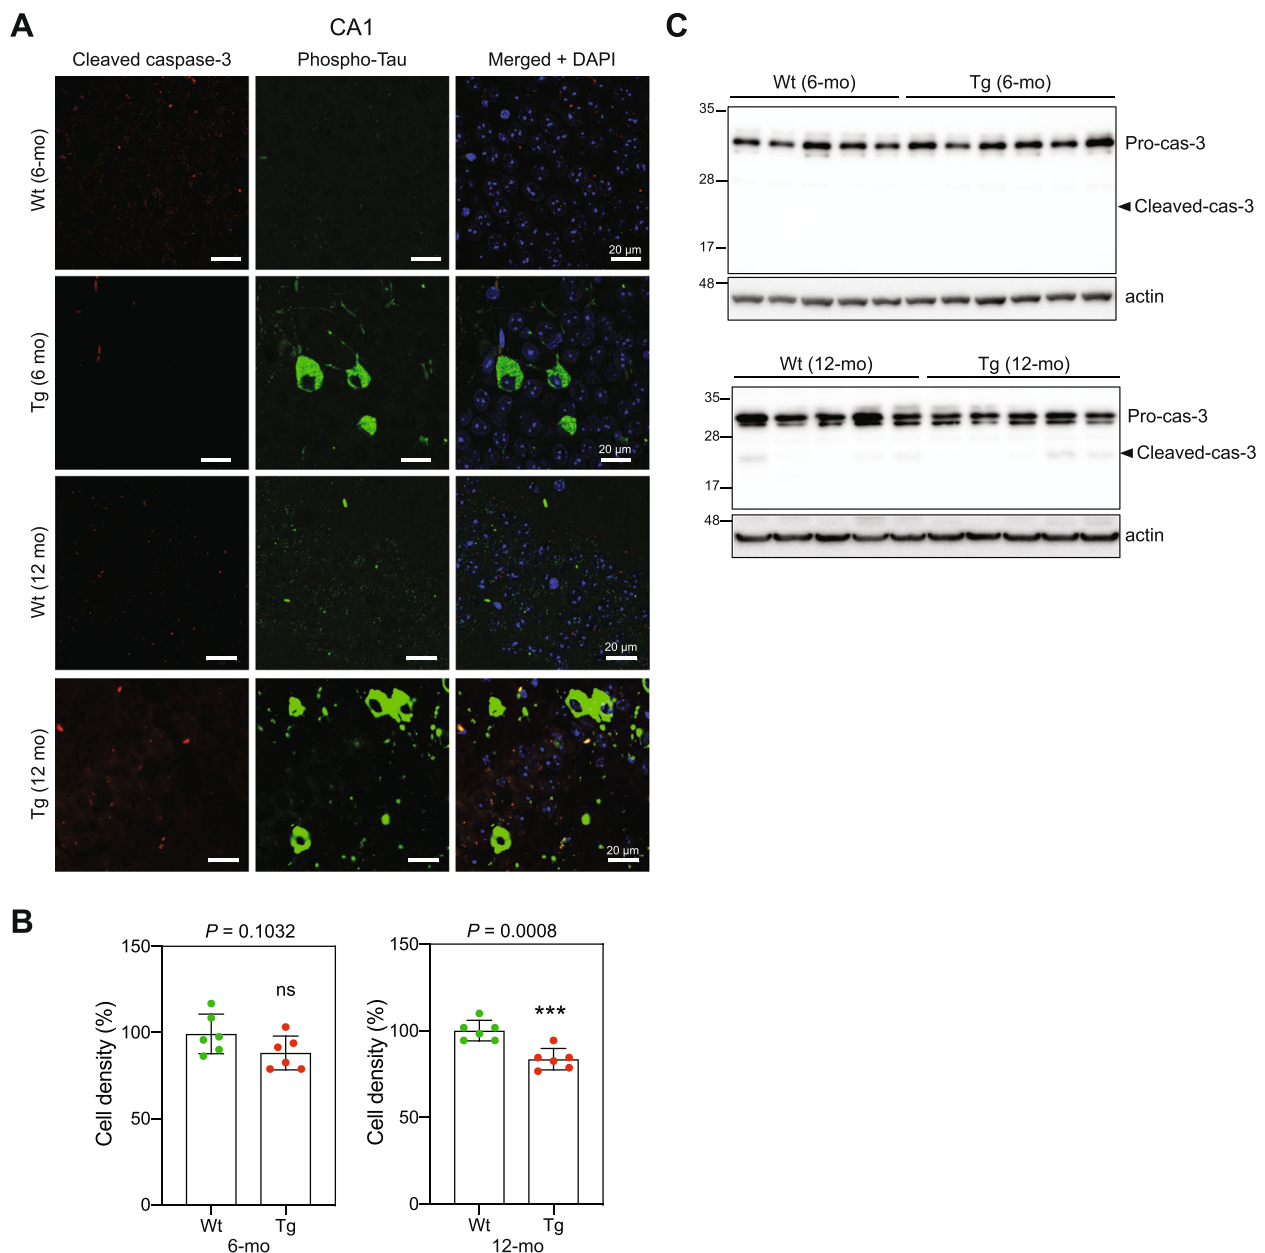 A
CA1
Cleaved caspase-3
Phospho-Tau
Merged + DAPI
Wt (6-mo)
20 µm
Tg (6 mo)
20 µm
Wt (12 mo)
20 µm
Tg (12 mo)
20 µm
B
P = 0.1032
150
100
50
0
Cell density (%)
ns
Wt
Tg
6-mo
P = 0.0008
150
100
50
0
Cell density (%)
***
Wt
Tg
12-mo
C
Wt (6-mo)
Tg (6-mo)
35
28
17
48
Pro-cas-3
Cleaved-cas-3
actin
Wt (12-mo)
Tg (12-mo)
35
28
17
48
Pro-cas-3
Cleaved-cas-3
actin